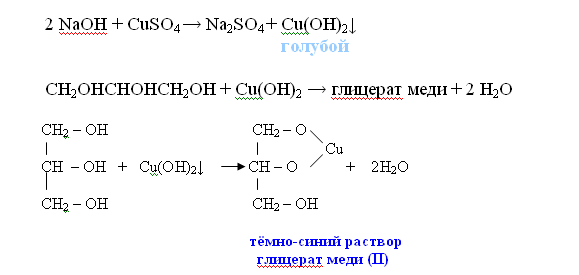 2 NaOH + CuSO₄ → Na₂SO₄ + Cu(OH)₂↓
голубой
CH₂OHCHOHCH₂OH + Cu(OH)₂ → глицерат меди + 2 H₂O
CH₂ – OH CH₂ – O
| | Cu
CH – OH + Cu(OH)₂↓ → CH – O + 2H₂O
| |
CH₂ – OH CH₂ – OH
тёмно-синий раствор
глицерат меди (II)